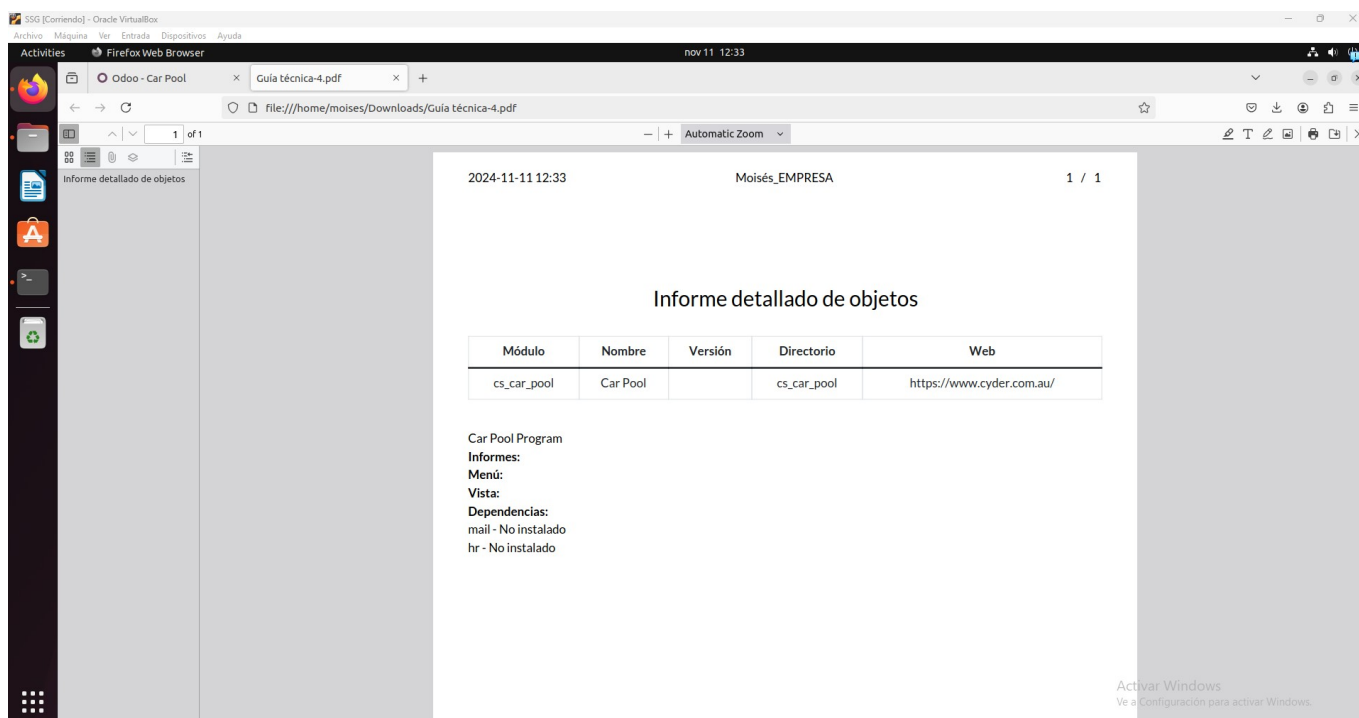 SSG [Corriendo] - Oracle VirtualBox
Archivo Máquina Ver Entrada Dispositivos Ayuda
Activities Firefox Web Browser nov 11 12:33
Odoo - Car Pool × Guía técnica-4.pdf × +
file:///home/moises/Downloads/Guía técnica-4.pdf
1 of 1 − + Automatic Zoom
Informe detallado de objetos
2024-11-11 12:33 Moisés_EMPRESA 1 / 1
Informe detallado de objetos
Módulo Nombre Versión Directorio Web
cs_car_pool Car Pool cs_car_pool https://www.cyder.com.au/
Car Pool Program
Informes:
Menú:
Vista:
Dependencias:
mail - No instalado
hr - No instalado
Activar Windows
Ve a Configuración para activar Windows.